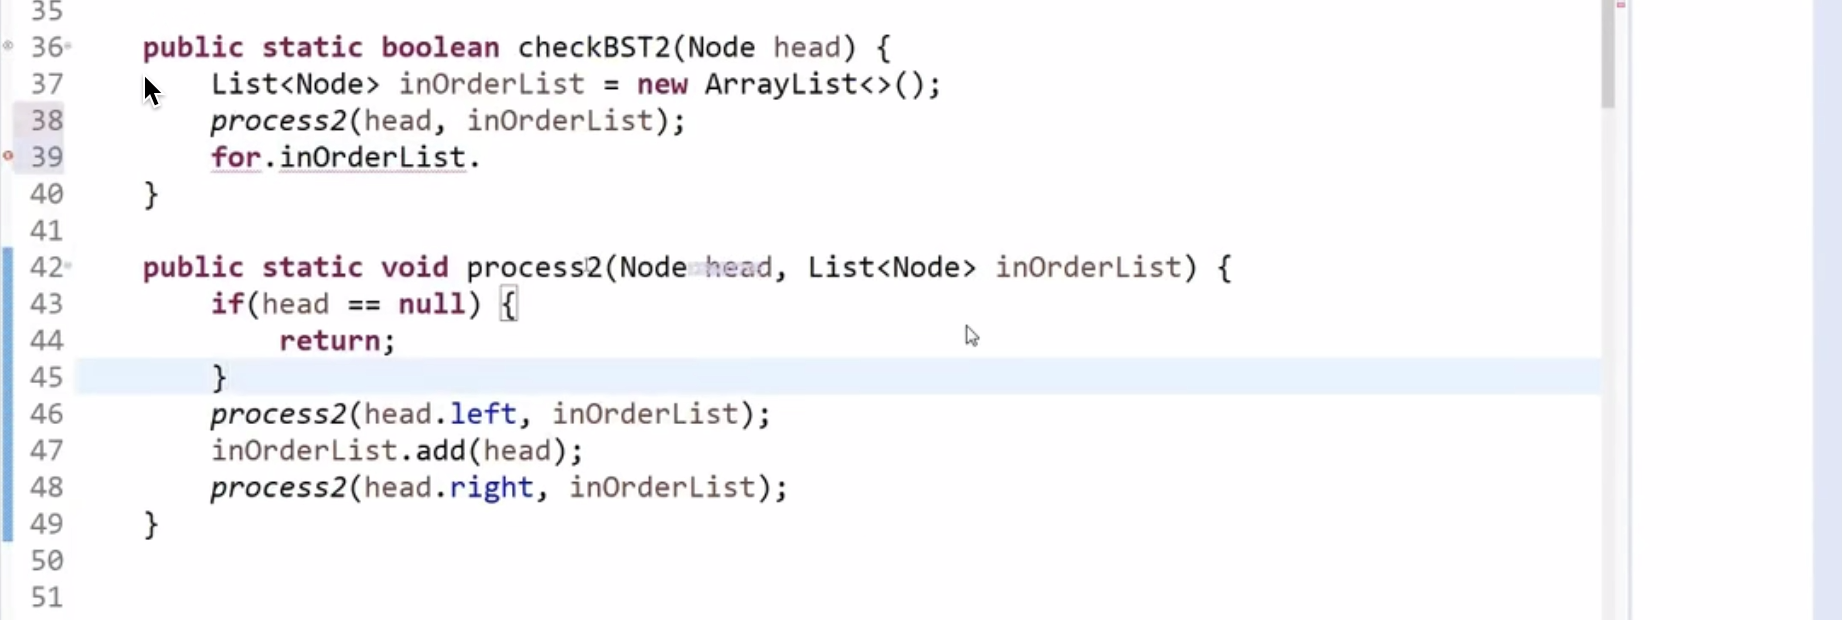 35
36 public static boolean checkBST2(Node head) {
37 List<Node> inOrderList = new ArrayList<>();
38 process2(head, inOrderList);
39 for.inOrderList.
40 }
41
42 public static void process2(Node head, List<Node> inOrderList) {
43 if(head == null) {
44 return;
45 }
46 process2(head.left, inOrderList);
47 inOrderList.add(head);
48 process2(head.right, inOrderList);
49 }
50
51